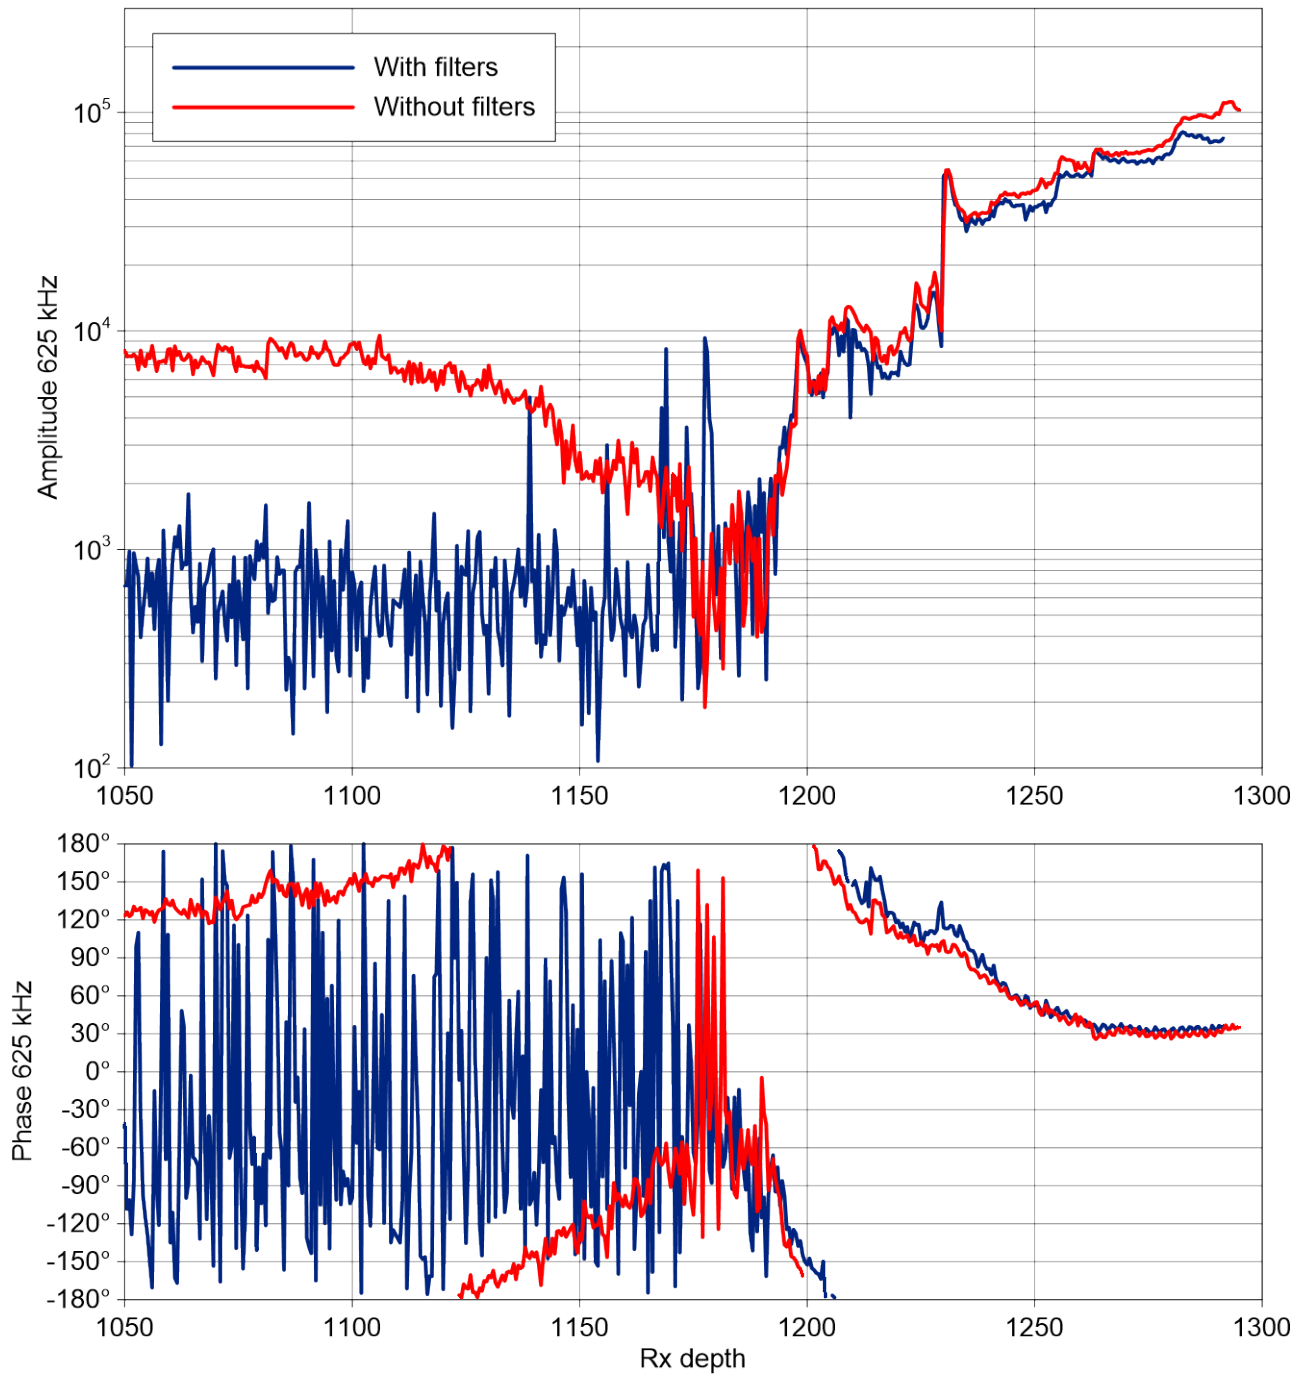 With filters
Without filters
Amplitude 625 kHz
10^5
10^4
10^3
10^2
1050 1100 1150 1200 1250 1300
Phase 625 kHz
180°
150°
120°
90°
60°
30°
0°
-30°
-60°
-90°
-120°
-150°
-180°
1050 1100 1150 1200 1250 1300
Rx depth